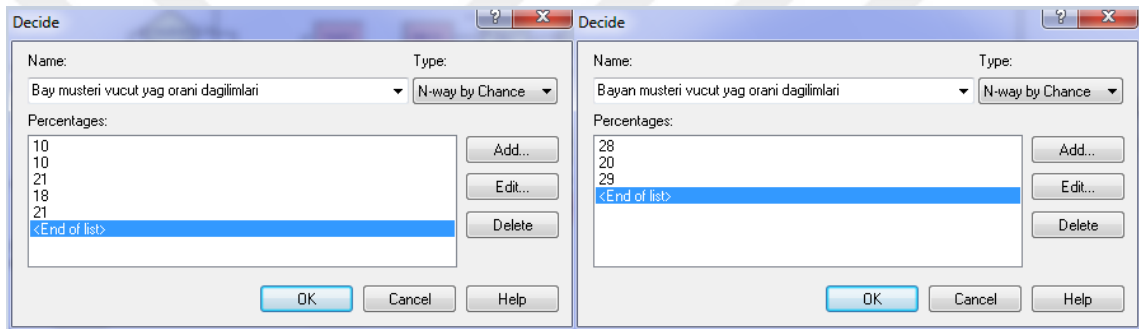 Decide
Name:
Type:
Bay musteri vucut yag orani dagilimlari
N-way by Chance
Percentages:
10
10
21
18
21
<End of list>
Add...
Edit...
Delete
OK
Cancel
Help
Decide
Name:
Type:
Bayan musteri vucut yag orani dagilimlari
N-way by Chance
Percentages:
28
20
29
<End of list>
Add...
Edit...
Delete
OK
Cancel
Help